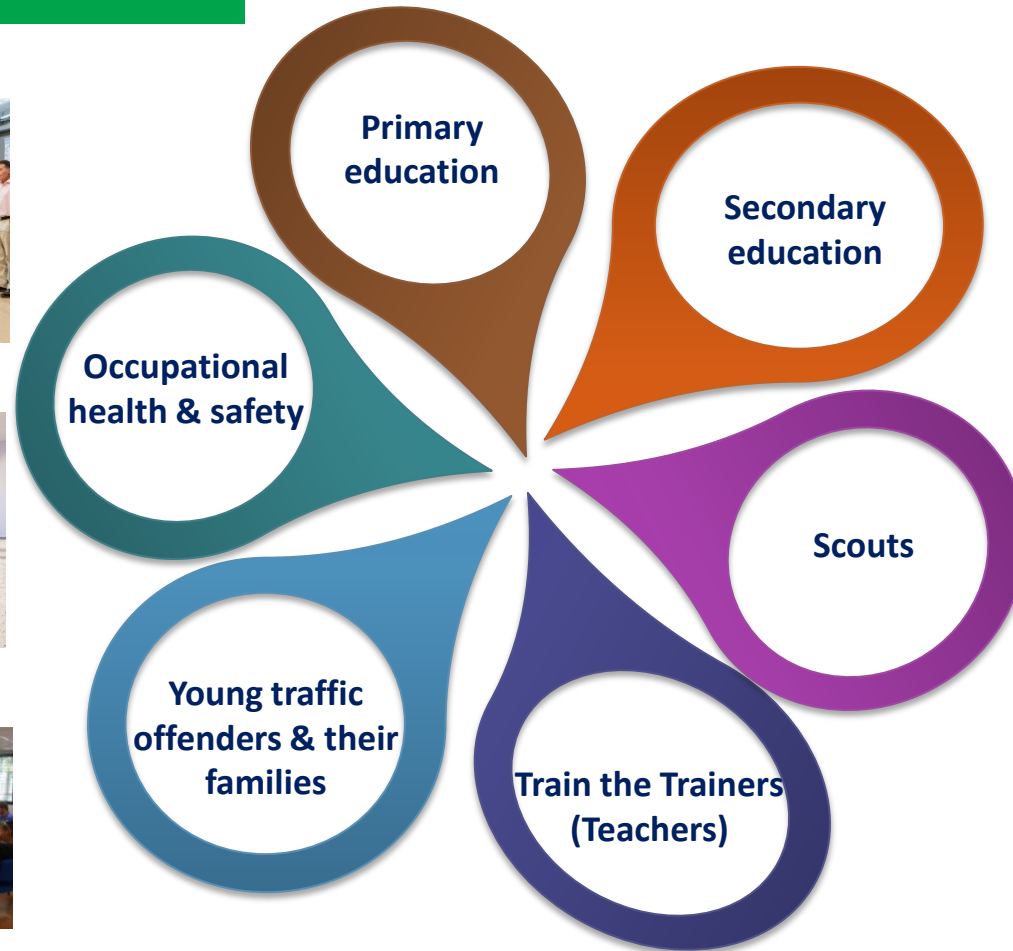 Primary
education
Secondary
education
Occupational
health & safety
Scouts
Young traffic
offenders & their
families
Train the Trainers
(Teachers)